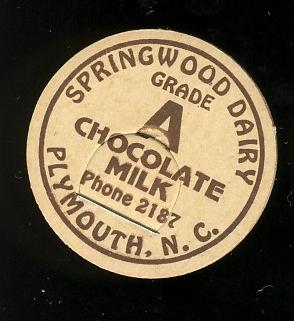 SPRINGWOOD DAIRY
GRADE
A
CHOCOLATE
MILK
Phone 2187
PLYMOUTH, N. C.